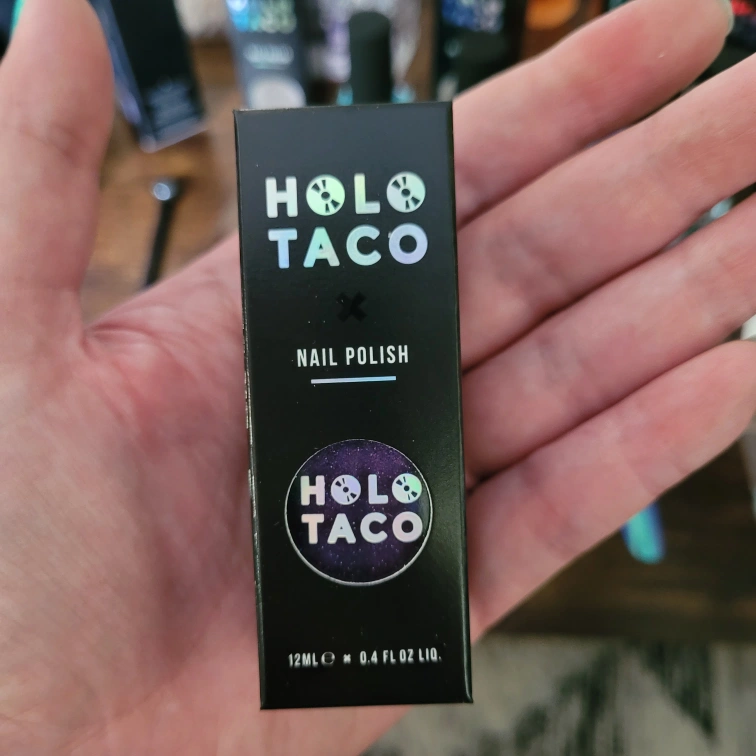 HOLO
TACO
NAIL POLISH
HOLO
TACO
12ML ℮ × 0.4 FL OZ LIQ.